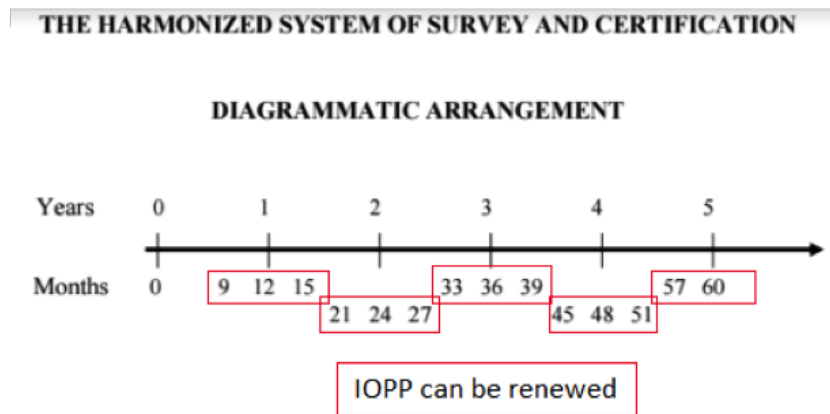 THE HARMONIZED SYSTEM OF SURVEY AND CERTIFICATION
DIAGRAMMATIC ARRANGEMENT
Years 0 1 2 3 4 5
Months 0 9 12 15 33 36 39 57 60
21 24 27 45 48 51
IOPP can be renewed